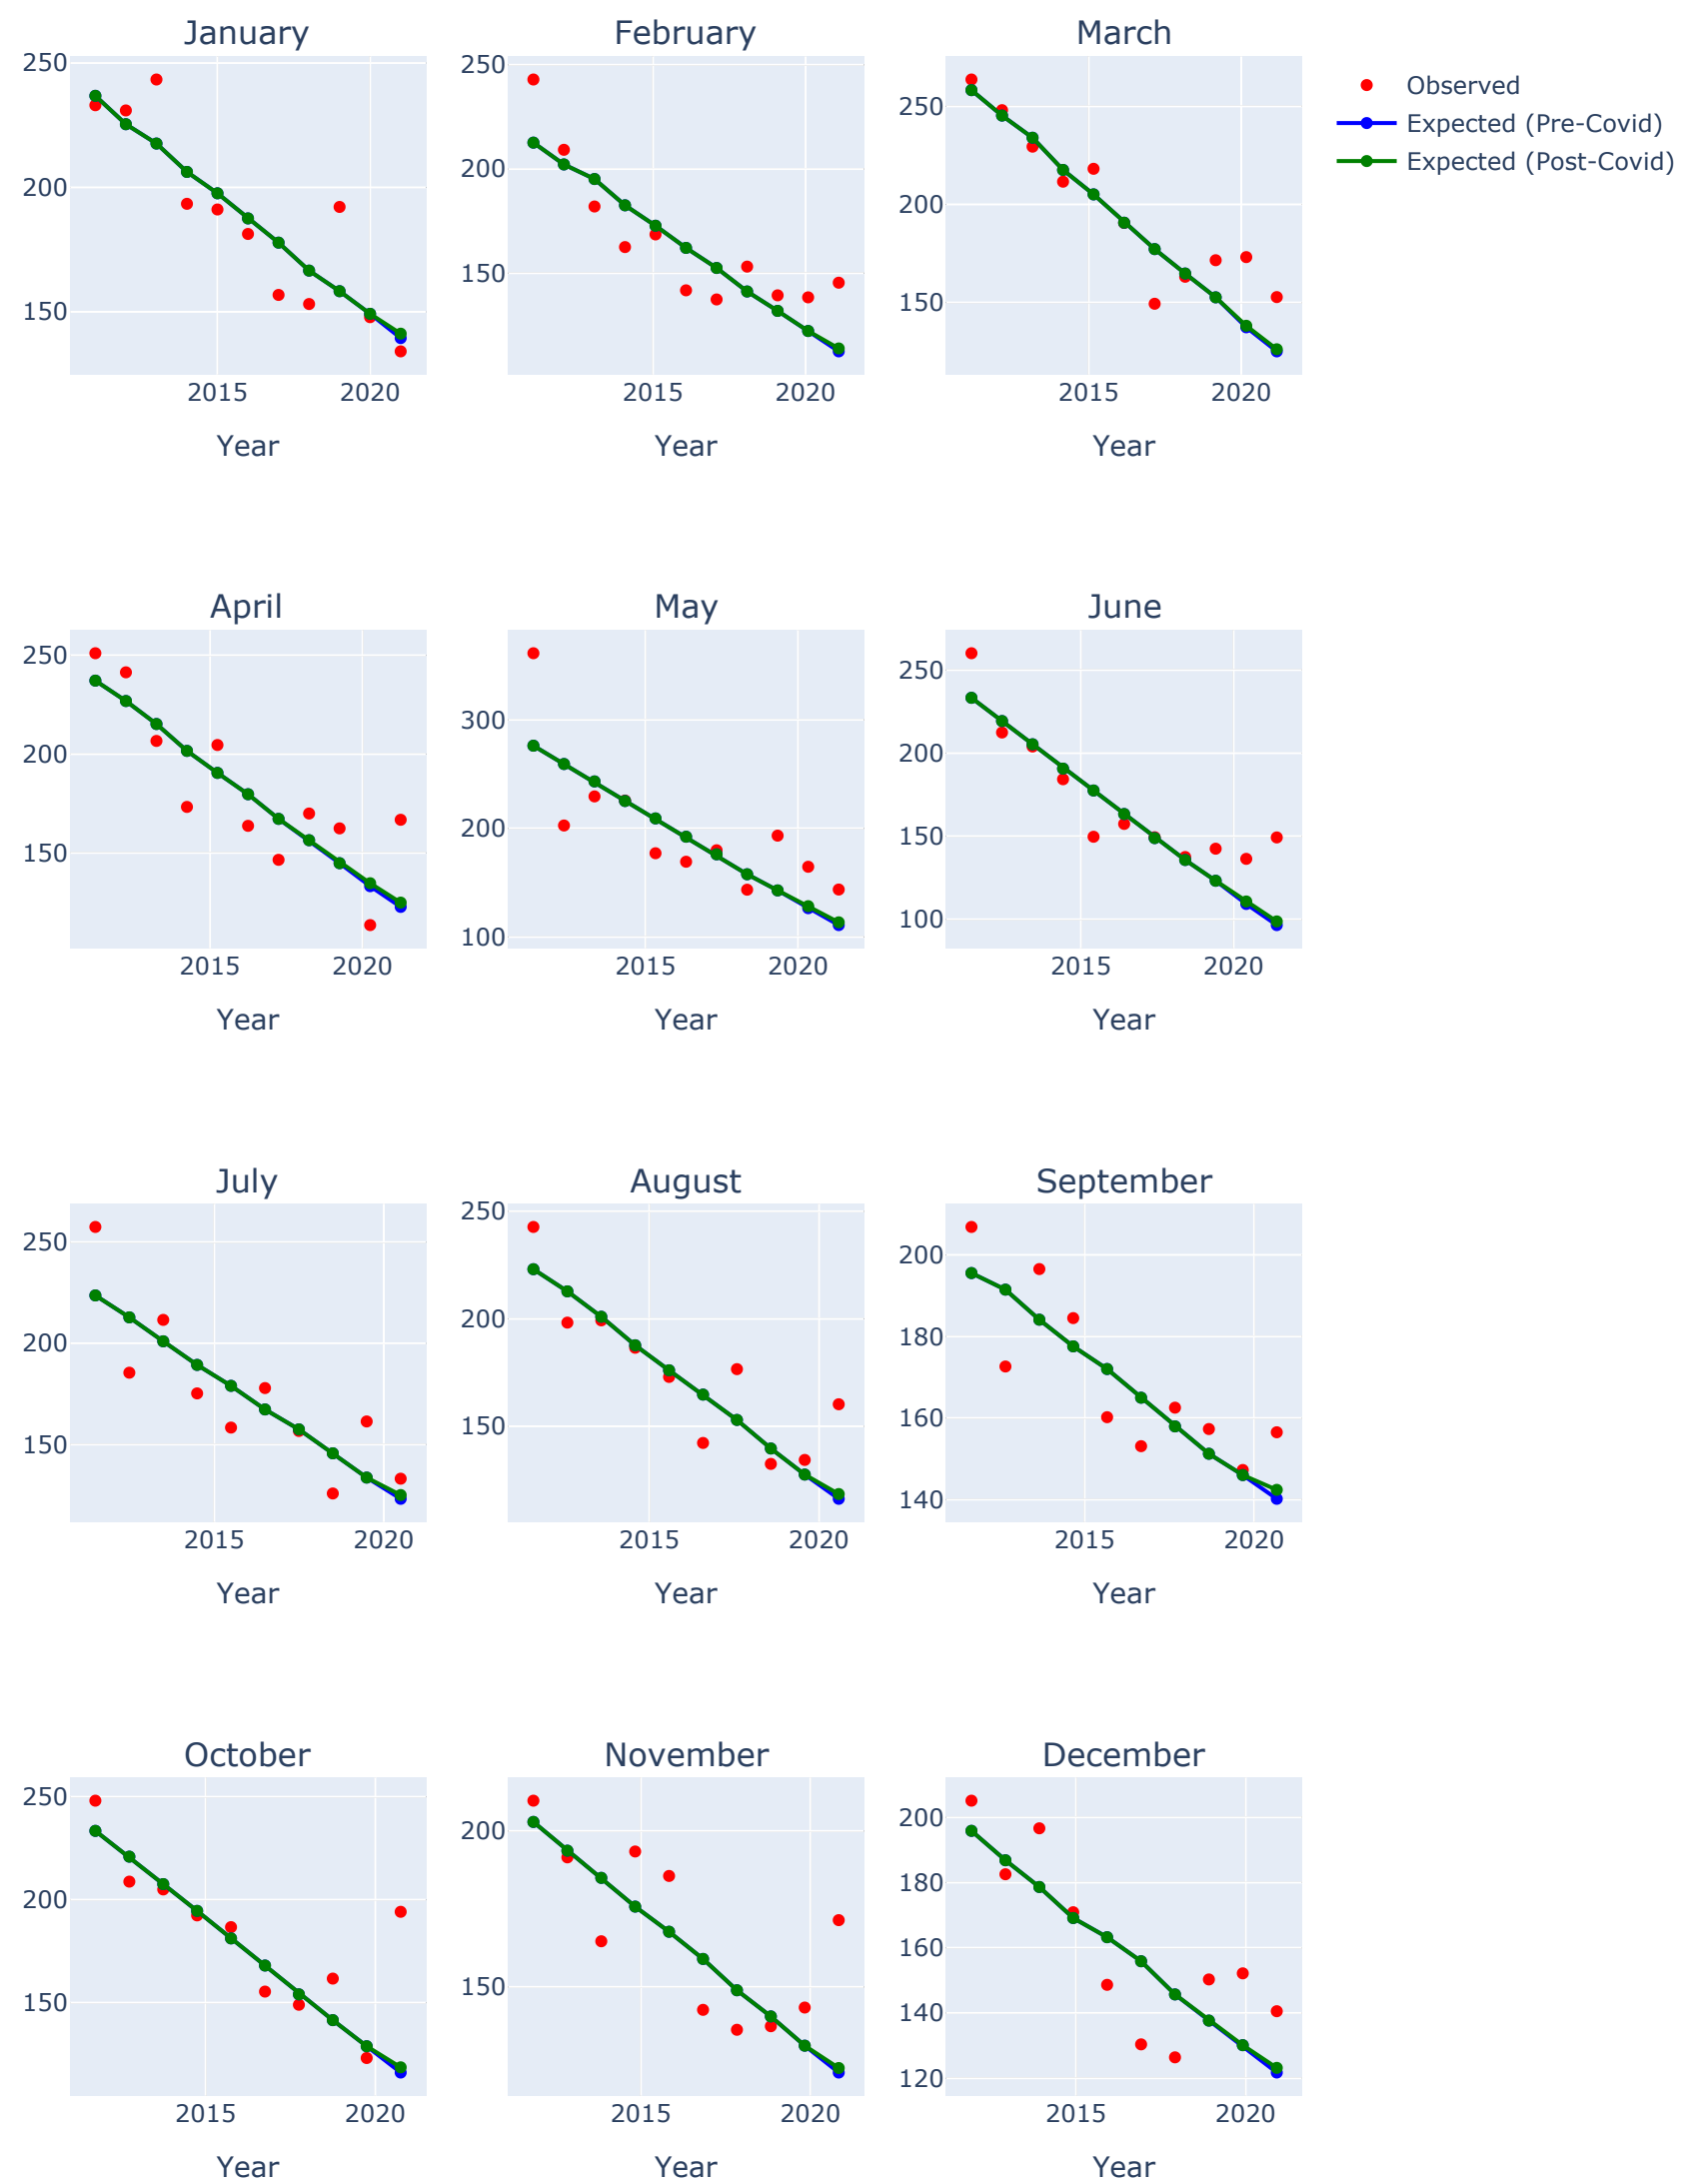 January
February
March
Observed
Expected (Pre-Covid)
Expected (Post-Covid)
250
200
150
2015
2020
Year
250
200
150
2015
2020
Year
250
200
150
2015
2020
Year
April
May
June
250
200
150
2015
2020
Year
300
200
100
2015
2020
Year
250
200
150
100
2015
2020
Year
July
August
September
250
200
150
2015
2020
Year
250
200
150
2015
2020
Year
200
180
160
140
2015
2020
Year
October
November
December
250
200
150
2015
2020
Year
200
150
2015
2020
Year
200
180
160
140
120
2015
2020
Year